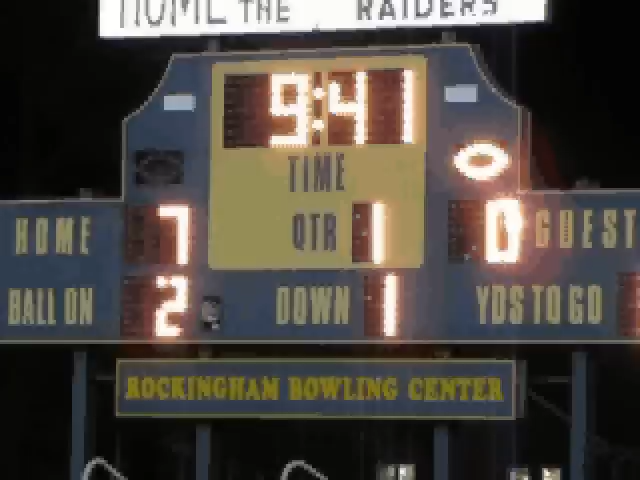 HOME THE RAIDERS
9:41
TIME
HOME 7 QTR 1 0 GUEST
BALL ON 2 DOWN 1 YDS TO GO
ROCKINGHAM BOWLING CENTER